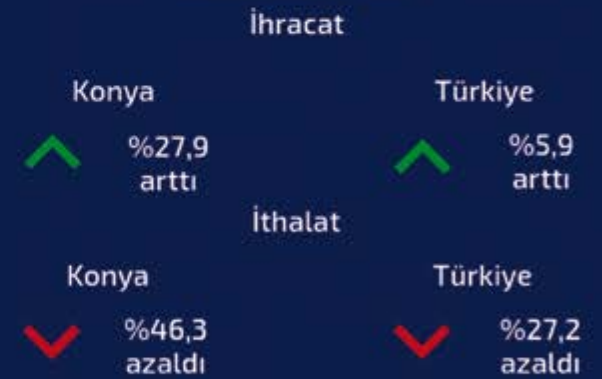 İhracat
Konya
Türkiye
%27,9
arttı
%5,9
arttı
İthalat
Konya
Türkiye
%46,3
azaldı
%27,2
azaldı